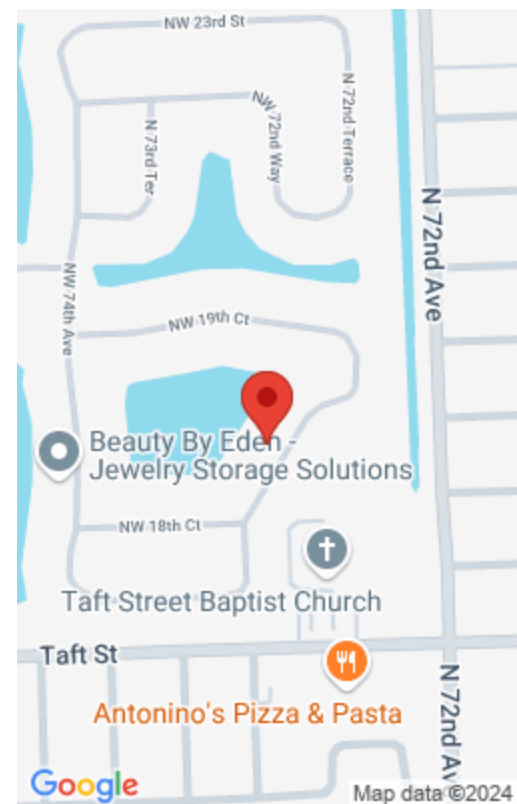 NW 23rd St
N 72nd Terrace
NW 72nd Way
N 73rd Ter
N 72nd Ave
NW 74th Ave
NW 19th Ct
Beauty By Eden -
Jewelry Storage Solutions
NW 18th Ct
Taft Street Baptist Church
Taft St
Antonino's Pizza & Pasta
N 72nd Av
Google
Map data ©2024